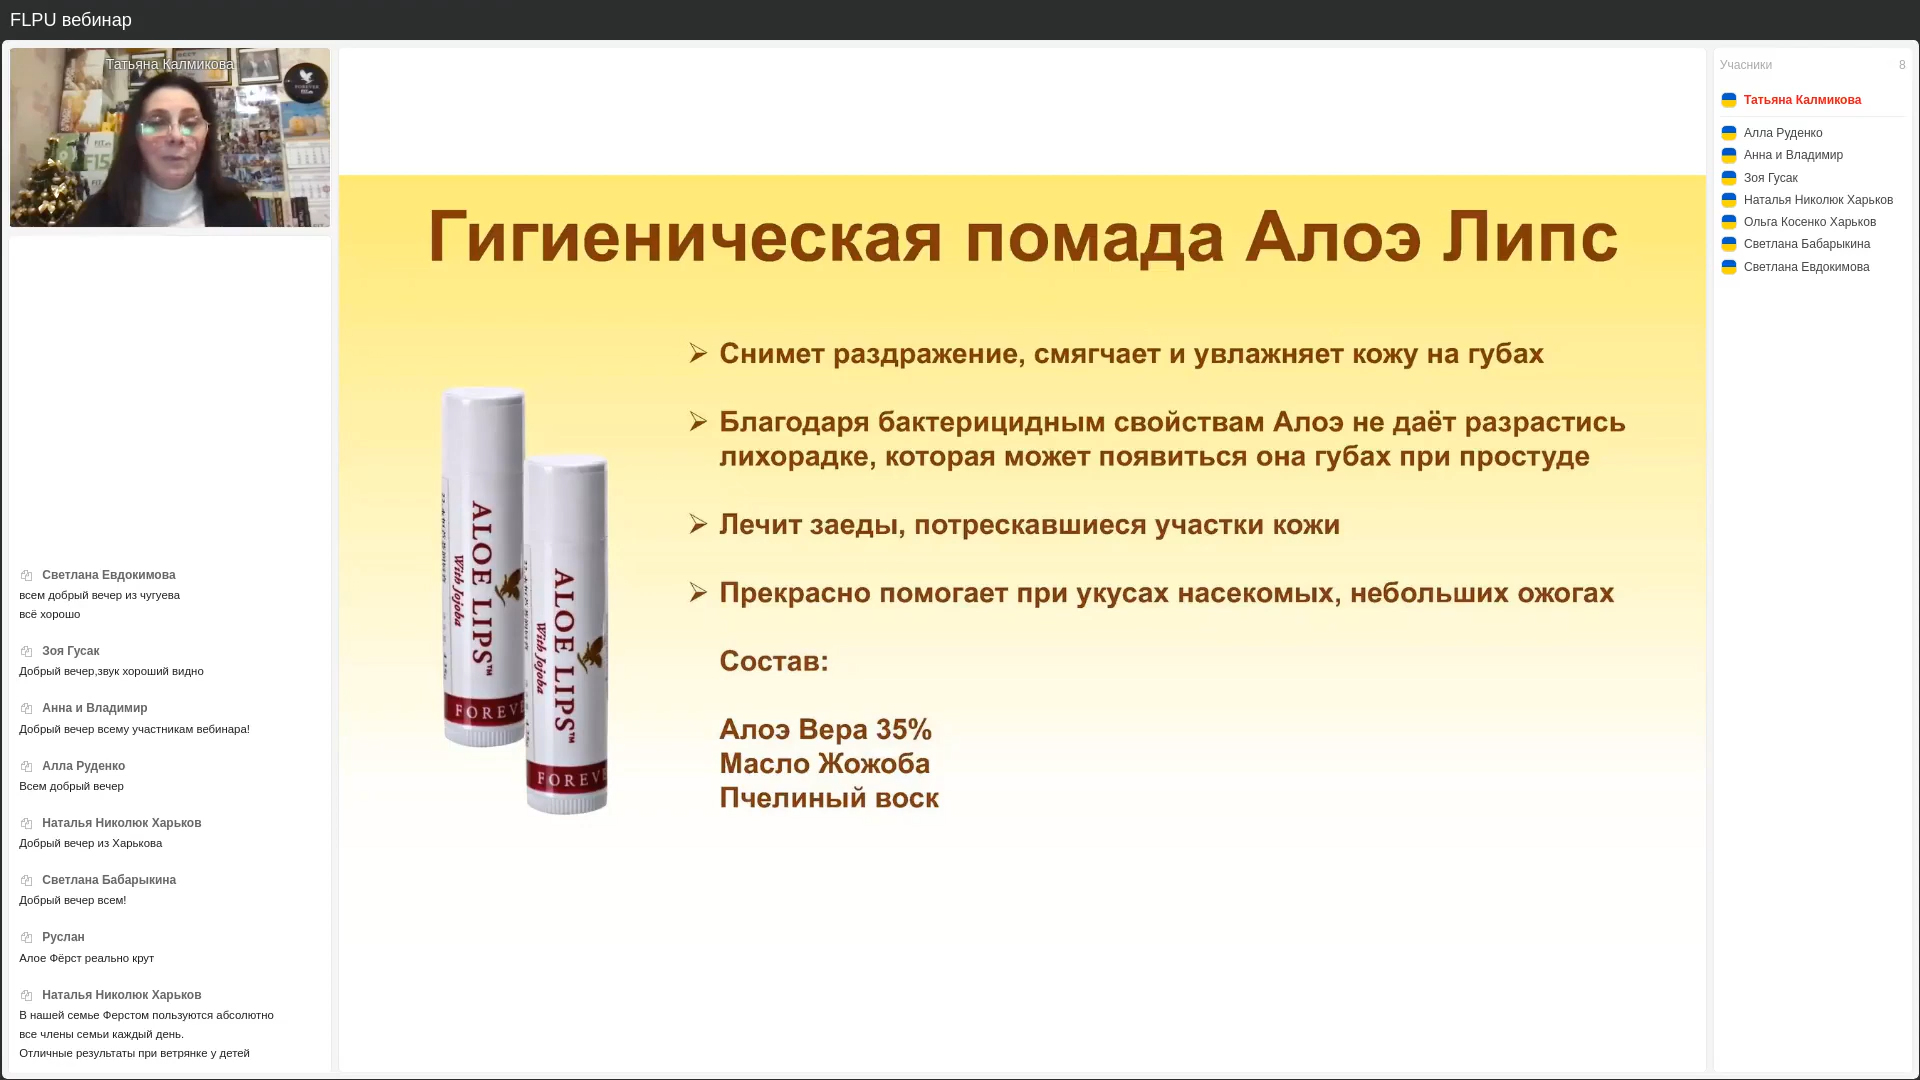 FLPU вебинар
Татьяна Калмикова
FOREVER
FIT
F15
Светлана Евдокимова
всем добрый вечер из чугуева
всё хорошо
Зоя Гусак
Добрый вечер,звук хороший видно
Анна и Владимир
Добрый вечер всему участникам вебинара!
Алла Руденко
Всем добрый вечер
Наталья Николюк Харьков
Добрый вечер из Харькова
Светлана Бабарыкина
Добрый вечер всем!
Руслан
Алое Фёрст реально крут
Наталья Николюк Харьков
В нашей семье Ферстом пользуются абсолютно
все члены семьи каждый день.
Отличные результаты при ветрянке у детей
Гигиеническая помада Алоэ Липс
Снимет раздражение, смягчает и увлажняет кожу на губах
Благодаря бактерицидным свойствам Алоэ не даёт разрастись
лихорадке, которая может появиться она губах при простуде
Лечит заеды, потрескавшиеся участки кожи
Прекрасно помогает при укусах насекомых, небольших ожогах
Состав:
Алоэ Вера 35%
Масло Жожоба
Пчелиный воск
ALOE LIPS™
With Jojoba
FOREVE
ALOE LIPS™
With Jojoba
FOREVE
Учасники 8
Татьяна Калмикова
Алла Руденко
Анна и Владимир
Зоя Гусак
Наталья Николюк Харьков
Ольга Косенко Харьков
Светлана Бабарыкина
Светлана Евдокимова